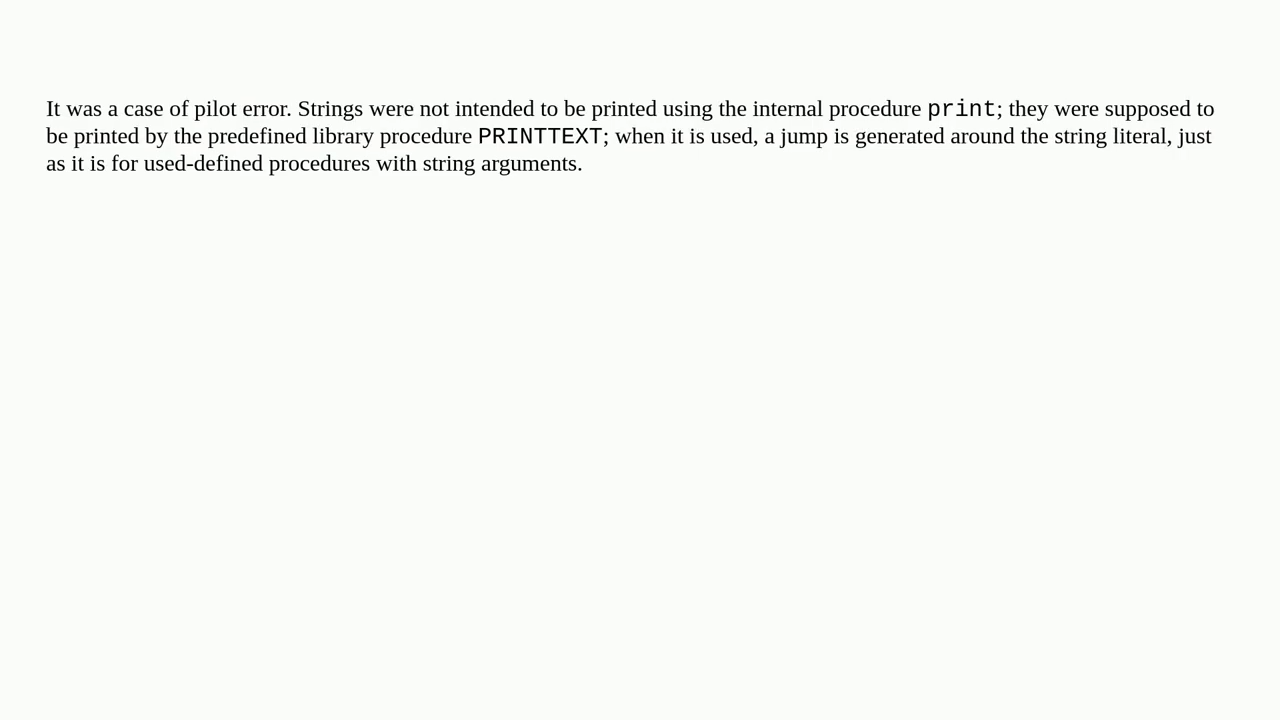 It was a case of pilot error. Strings were not intended to be printed using the internal procedure print; they were supposed to
be printed by the predefined library procedure PRINTTEXT; when it is used, a jump is generated around the string literal, just
as it is for used-defined procedures with string arguments.